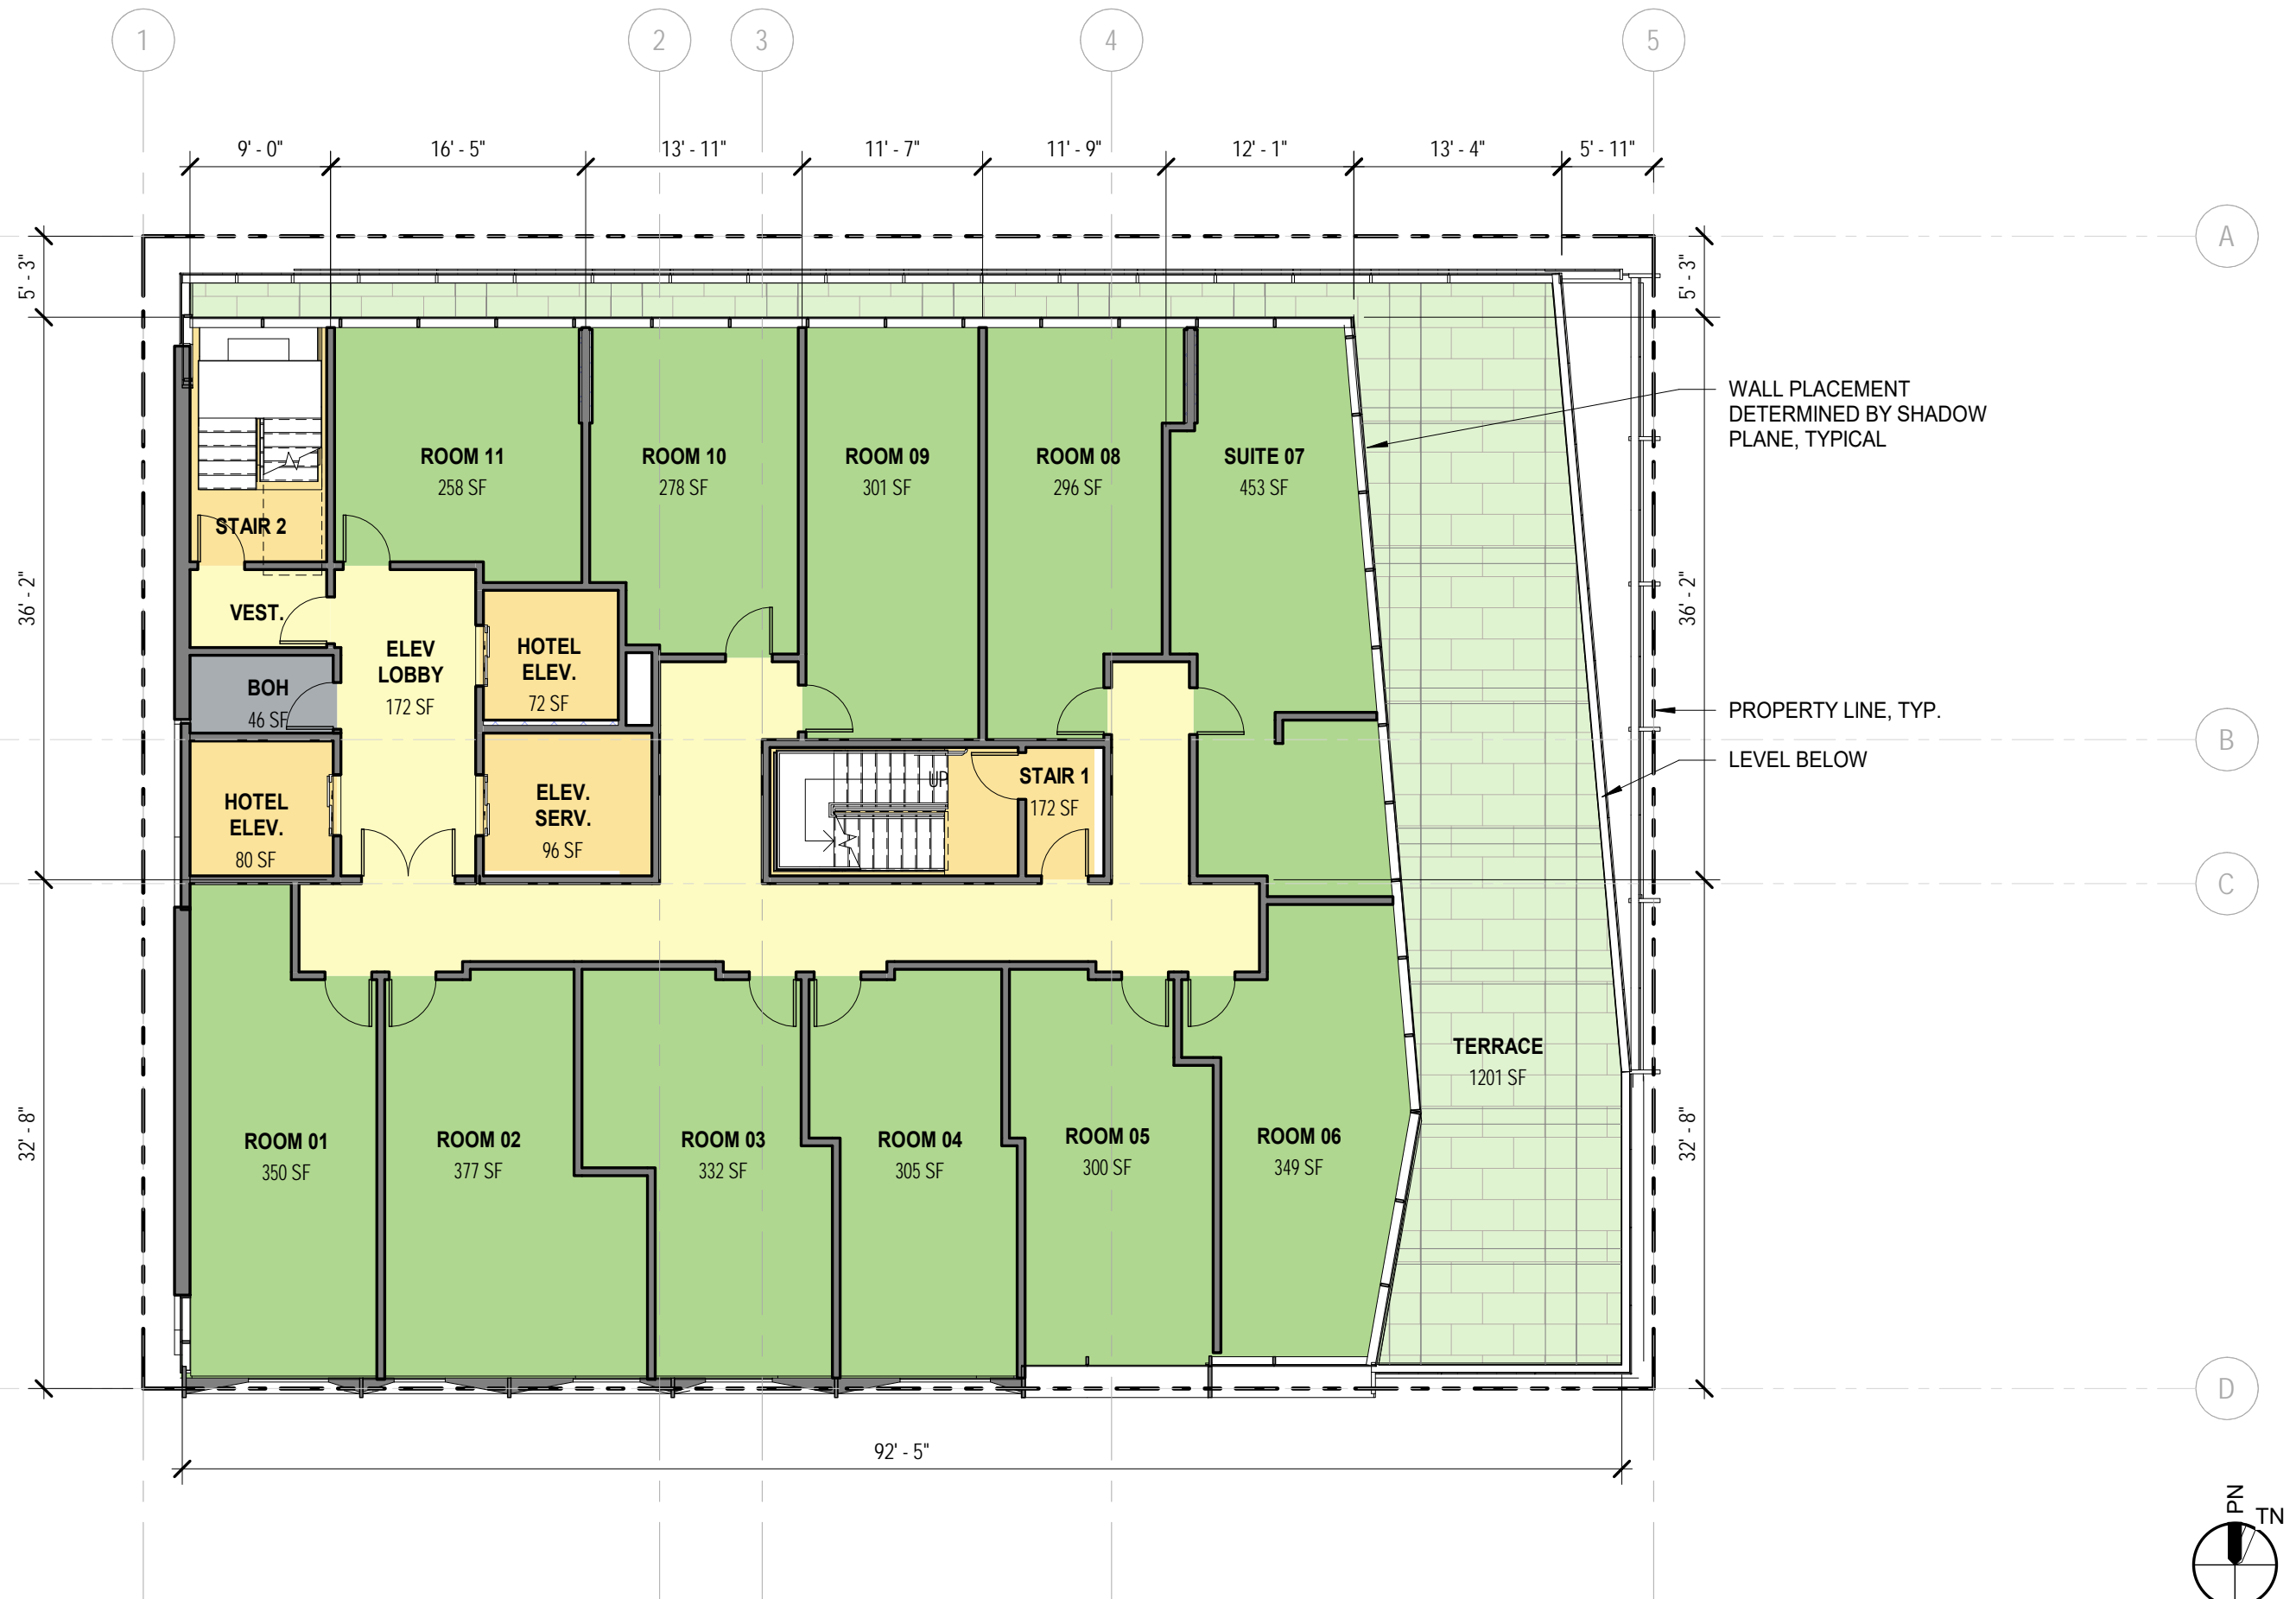 1
2
3
4
5
9' - 0"
16' - 5"
13' - 11"
11' - 7"
11' - 9"
12' - 1"
13' - 4"
5' - 11"
A
5' - 3"
5' - 3"
WALL PLACEMENT
DETERMINED BY SHADOW
PLANE, TYPICAL
ROOM 11
258 SF
ROOM 10
278 SF
ROOM 09
301 SF
ROOM 08
296 SF
SUITE 07
453 SF
STAIR 2
36' - 2"
36' - 2"
VEST.
ELEV
LOBBY
172 SF
HOTEL
ELEV.
72 SF
BOH
46 SF
PROPERTY LINE, TYP.
B
LEVEL BELOW
HOTEL
ELEV.
80 SF
ELEV.
SERV.
96 SF
UP
STAIR 1
172 SF
C
TERRACE
1201 SF
32' - 8"
32' - 8"
ROOM 01
350 SF
ROOM 02
377 SF
ROOM 03
332 SF
ROOM 04
305 SF
ROOM 05
300 SF
ROOM 06
349 SF
D
92' - 5"
PN
TN